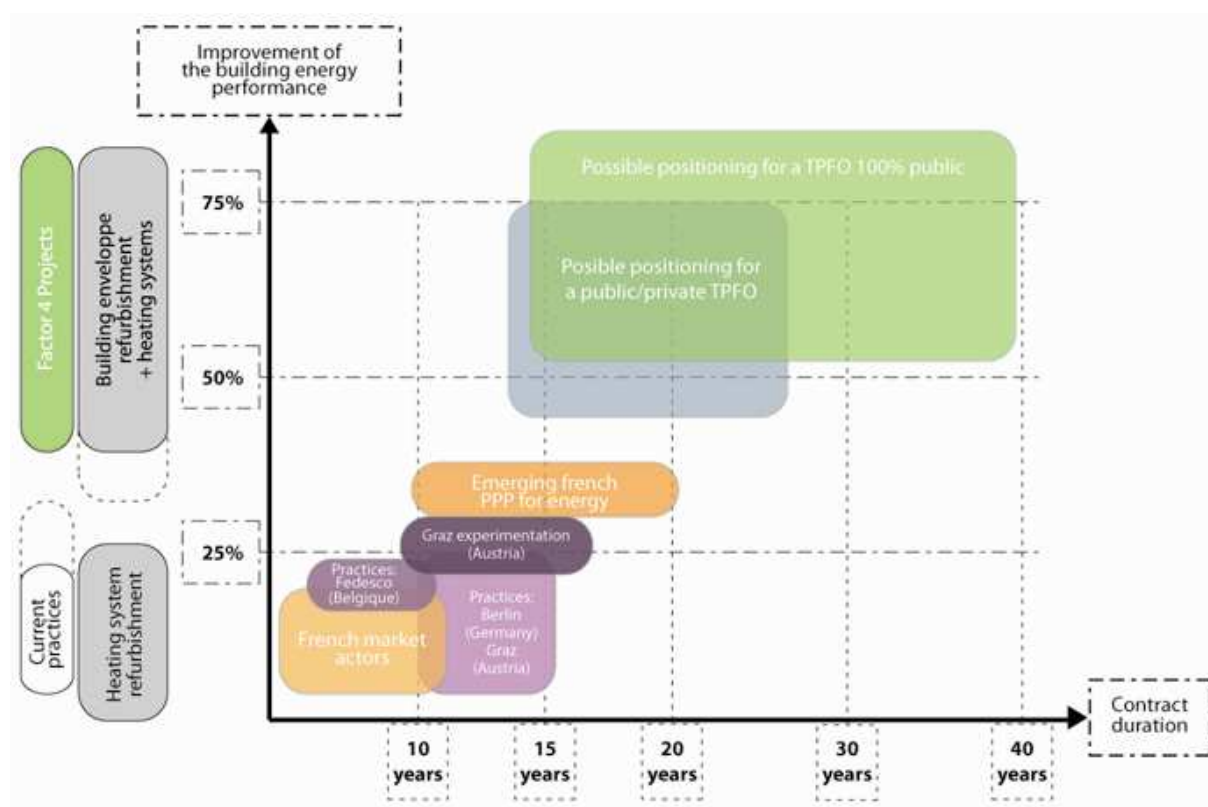 Improvement of
the building energy
performance
Factor 4 Projects
Building enveloppe
refurbishment
+ heating systems
75%
50%
25%
Current
practices
Heating system
refurbishment
Possible positioning for a TPFO 100% public
Posible positioning for
a public/private TPFO
Emerging french
PPP for energy
Graz experimentation
(Austria)
Practices:
Fedesco
(Belgique)
Practices:
Berlin
(Germany)
Graz
(Austria)
French market
actors
Contract
duration
10
years
15
years
20
years
30
years
40
years